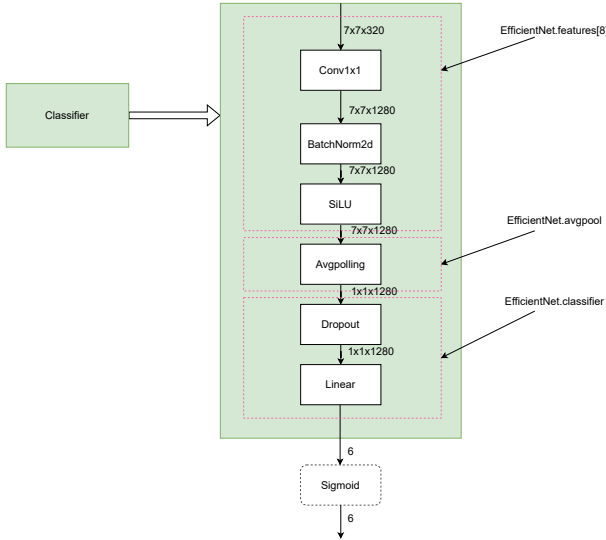 7x7x320
EfficientNet.features[8]
Conv1x1
Classifier
7x7x1280
BatchNorm2d
7x7x1280
SiLU
7x7x1280
EfficientNet.avgpool
Avgpolling
1x1x1280
EfficientNet.classifier
Dropout
1x1x1280
Linear
6
Sigmoid
6